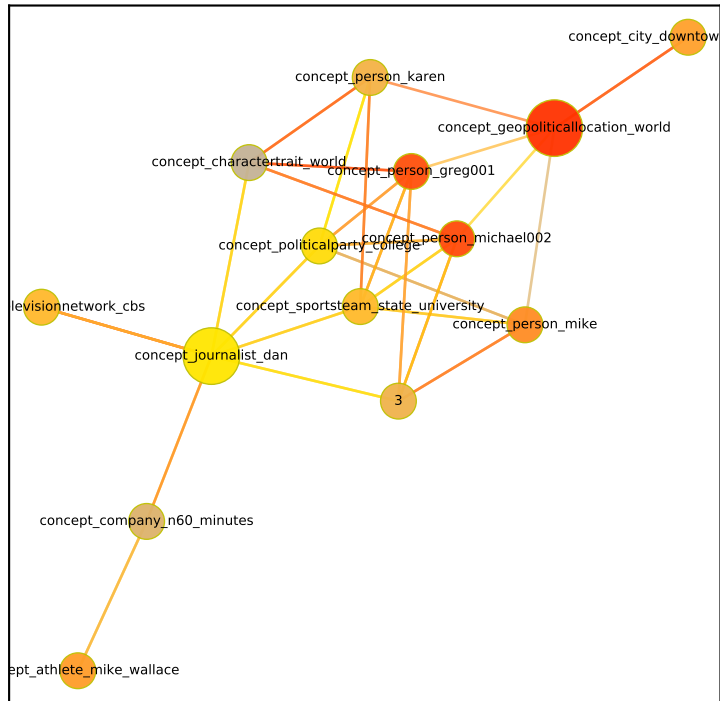 concept_city_downtow
concept_person_karen
concept_geopoliticallocation_world
concept_charactertrait_world
concept_person_greg001
concept_person_michael002
concept_politicalparty_college
concept_sportsteam_state_university
levisionnetwork_cbs
concept_person_mike
concept_journalist_dan
3
concept_company_n60_minutes
ept_athlete_mike_wallace